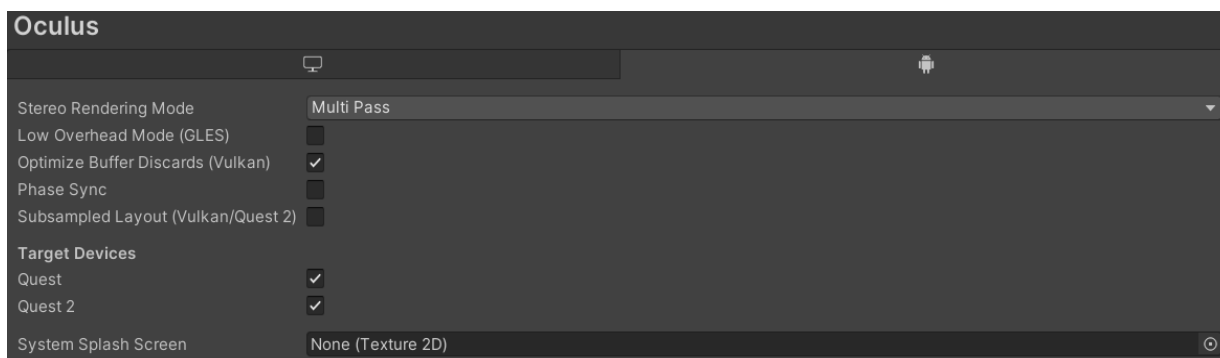 Oculus
Stereo Rendering Mode Multi Pass
Low Overhead Mode (GLES)
Optimize Buffer Discards (Vulkan)
Phase Sync
Subsampled Layout (Vulkan/Quest 2)
Target Devices
Quest
Quest 2
System Splash Screen None (Texture 2D)